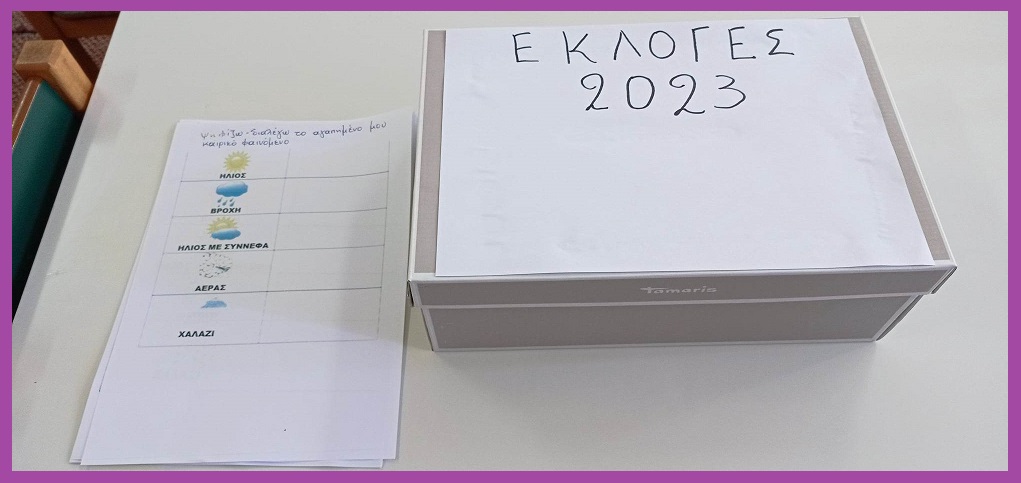 ΕΚΛΟΓΕΣ
2023
Ψηφίζω - διαλέγω το αγαπημένο μου
καιρικό φαινόμενο
ΗΛΙΟΣ
ΒΡΟΧΗ
ΗΛΙΟΣ ΜΕ ΣΥΝΝΕΦΑ
ΑΕΡΑΣ
ΧΑΛΑΖΙ
Tamaris